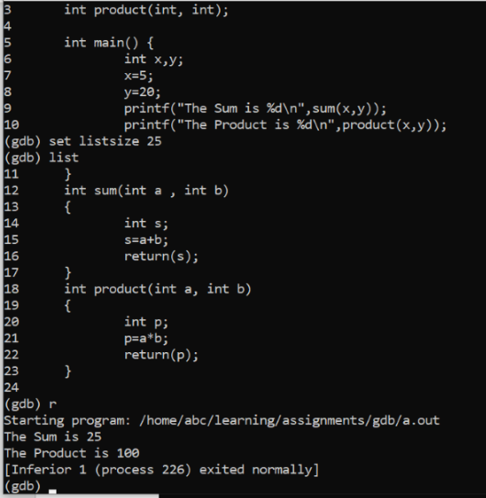 3       int product(int, int);
4
5       int main() {
6               int x,y;
7               x=5;
8               y=20;
9               printf("The Sum is %d\n",sum(x,y));
10              printf("The Product is %d\n",product(x,y));
(gdb) set listsize 25
(gdb) list
11      }
12      int sum(int a , int b)
13      {
14              int s;
15              s=a+b;
16              return(s);
17      }
18      int product(int a, int b)
19      {
20              int p;
21              p=a*b;
22              return(p);
23      }
24
(gdb) r
Starting program: /home/abc/learning/assignments/gdb/a.out
The Sum is 25
The Product is 100
[Inferior 1 (process 226) exited normally]
(gdb)